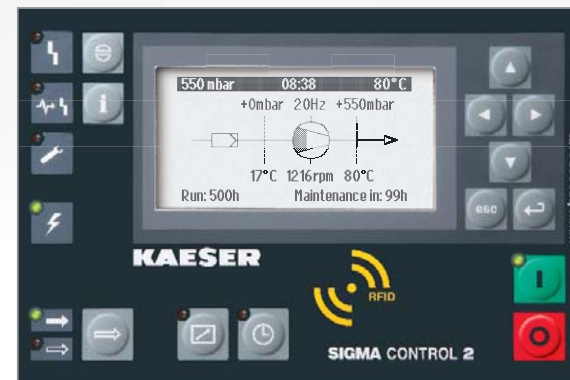 550 mbar 08:38 80°C
+0mbar 20Hz +550mbar
17°C 1216rpm 80°C
Run: 500h Maintenance in: 99h
esc
KAESER
RFID
I
O
SIGMA CONTROL 2